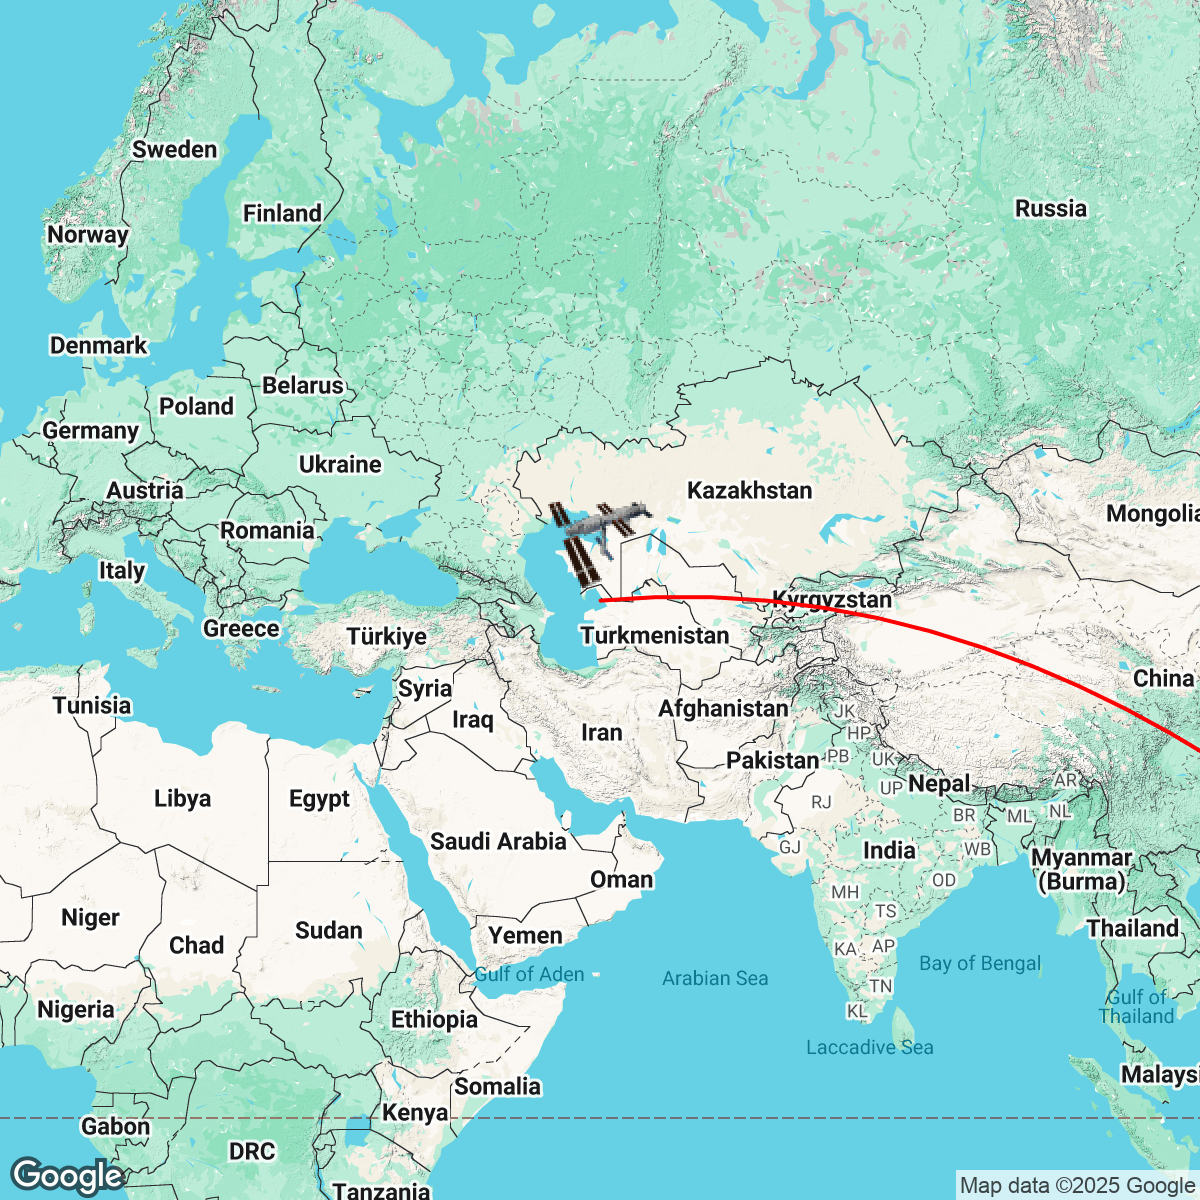 Sweden
Finland
Russia
Norway
Denmark
Belarus
Poland
Germany
Ukraine
Austria
Kazakhstan
Mongolia
Romania
Italy
Kyrgyzstan
Greece
Türkiye
Turkmenistan
Syria
China
Tunisia
Iraq
Afghanistan
JK
Iran
HP
Pakistan
PB
UK
Nepal
AR
UP
Libya
Egypt
RJ
ML
NL
BR
Saudi Arabia
GJ
India
WB
Myanmar
(Burma)
Oman
OD
MH
TS
Niger
Sudan
Thailand
Chad
Yemen
KA
AP
Gulf of Aden
Arabian Sea
Bay of Bengal
TN
Nigeria
Ethiopia
KL
Gulf of
Thailand
Laccadive Sea
Somalia
Malaysi
Kenya
Gabon
DRC
Tanzania
Google
Map data ©2025 Google